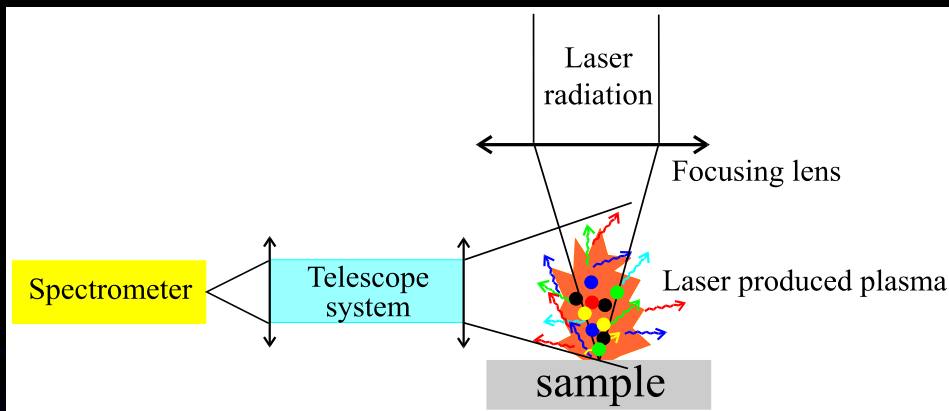 Laser
radiation
Focusing lens
Laser produced plasma
Telescope
system
Spectrometer
sample